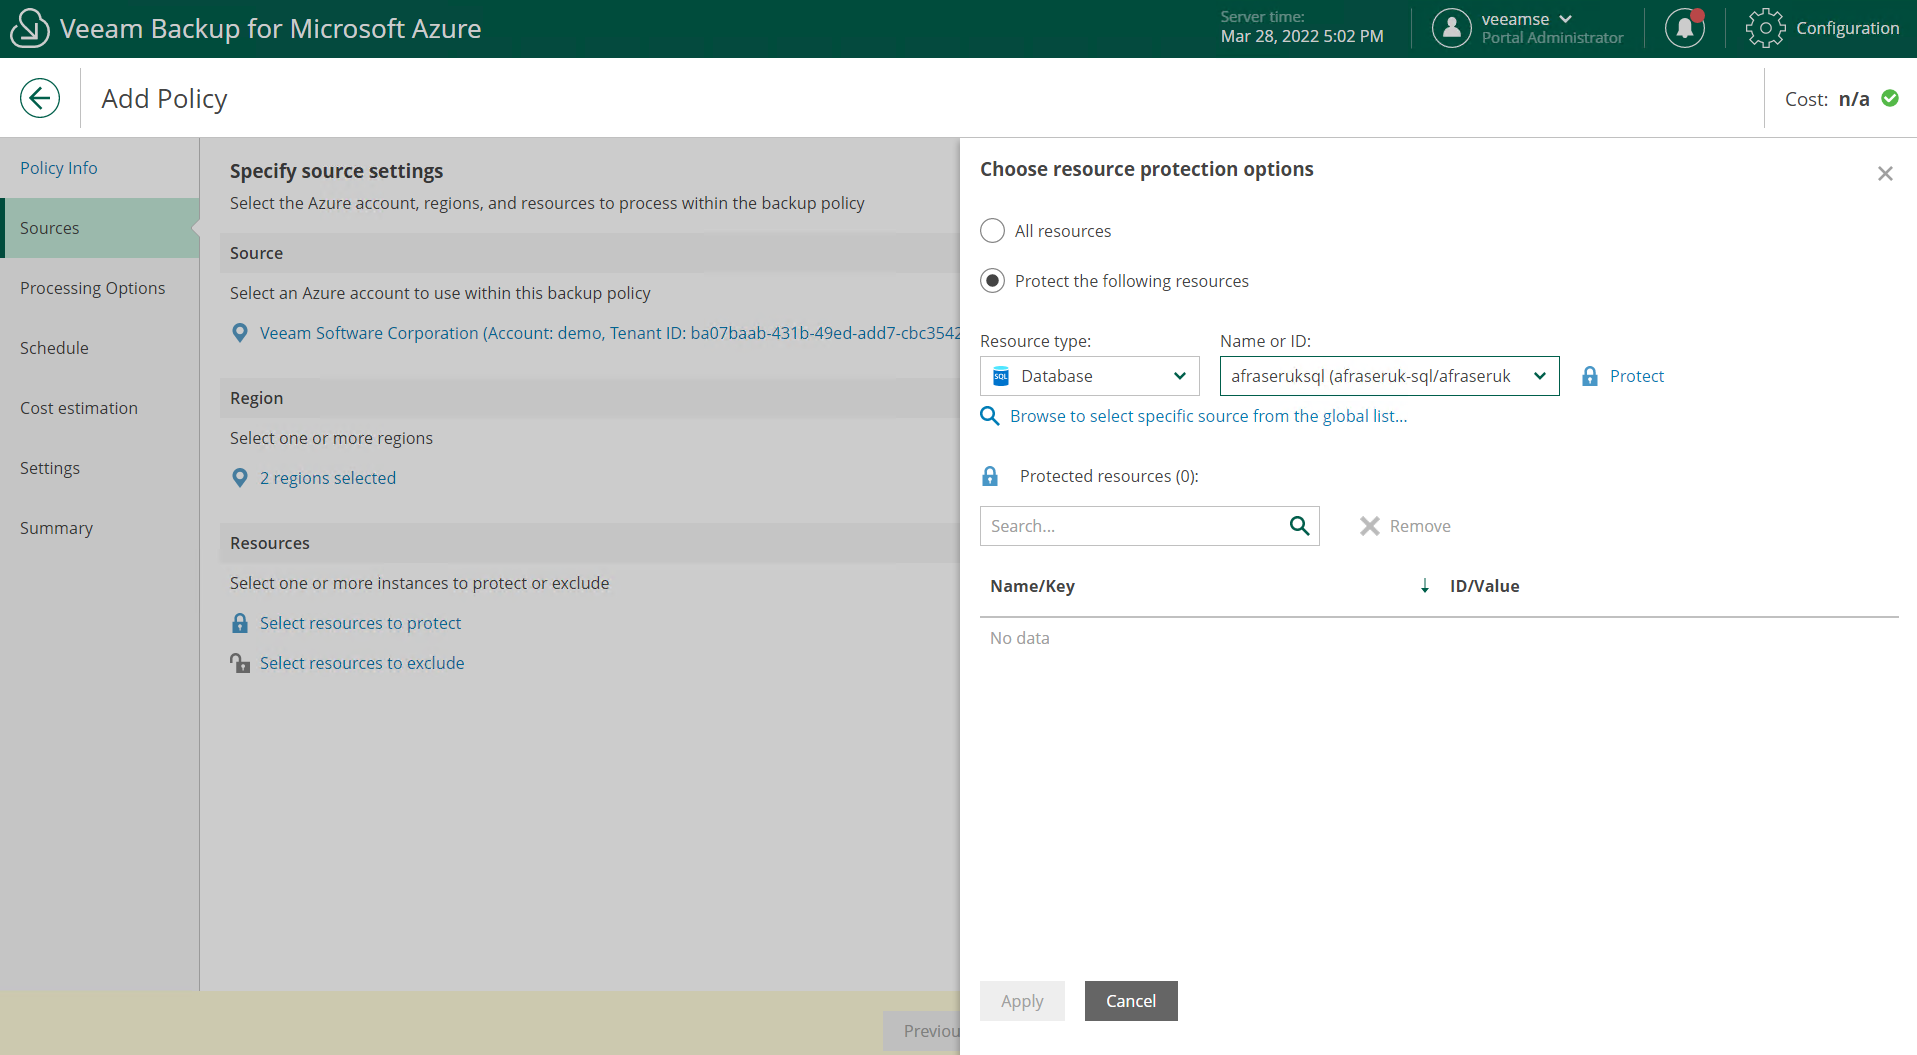 Veeam Backup for Microsoft Azure
Server time:
Mar 28, 2022 5:02 PM
veeamse
Portal Administrator
Configuration
Add Policy
Cost: n/a
Policy Info
Sources
Processing Options
Schedule
Cost estimation
Settings
Summary
Specify source settings
Select the Azure account, regions, and resources to process within the backup policy
Source
Select an Azure account to use within this backup policy
Veeam Software Corporation (Account: demo, Tenant ID: ba07baab-431b-49ed-add7-cbc3542
Region
Select one or more regions
2 regions selected
Resources
Select one or more instances to protect or exclude
Select resources to protect
Select resources to exclude
Previou
Choose resource protection options
All resources
Protect the following resources
Resource type:
Name or ID:
SQL
Database
afraseruksql (afraseruk-sql/afraseruk
Protect
Browse to select specific source from the global list...
Protected resources (0):
Search...
Remove
Name/Key
ID/Value
No data
Apply
Cancel